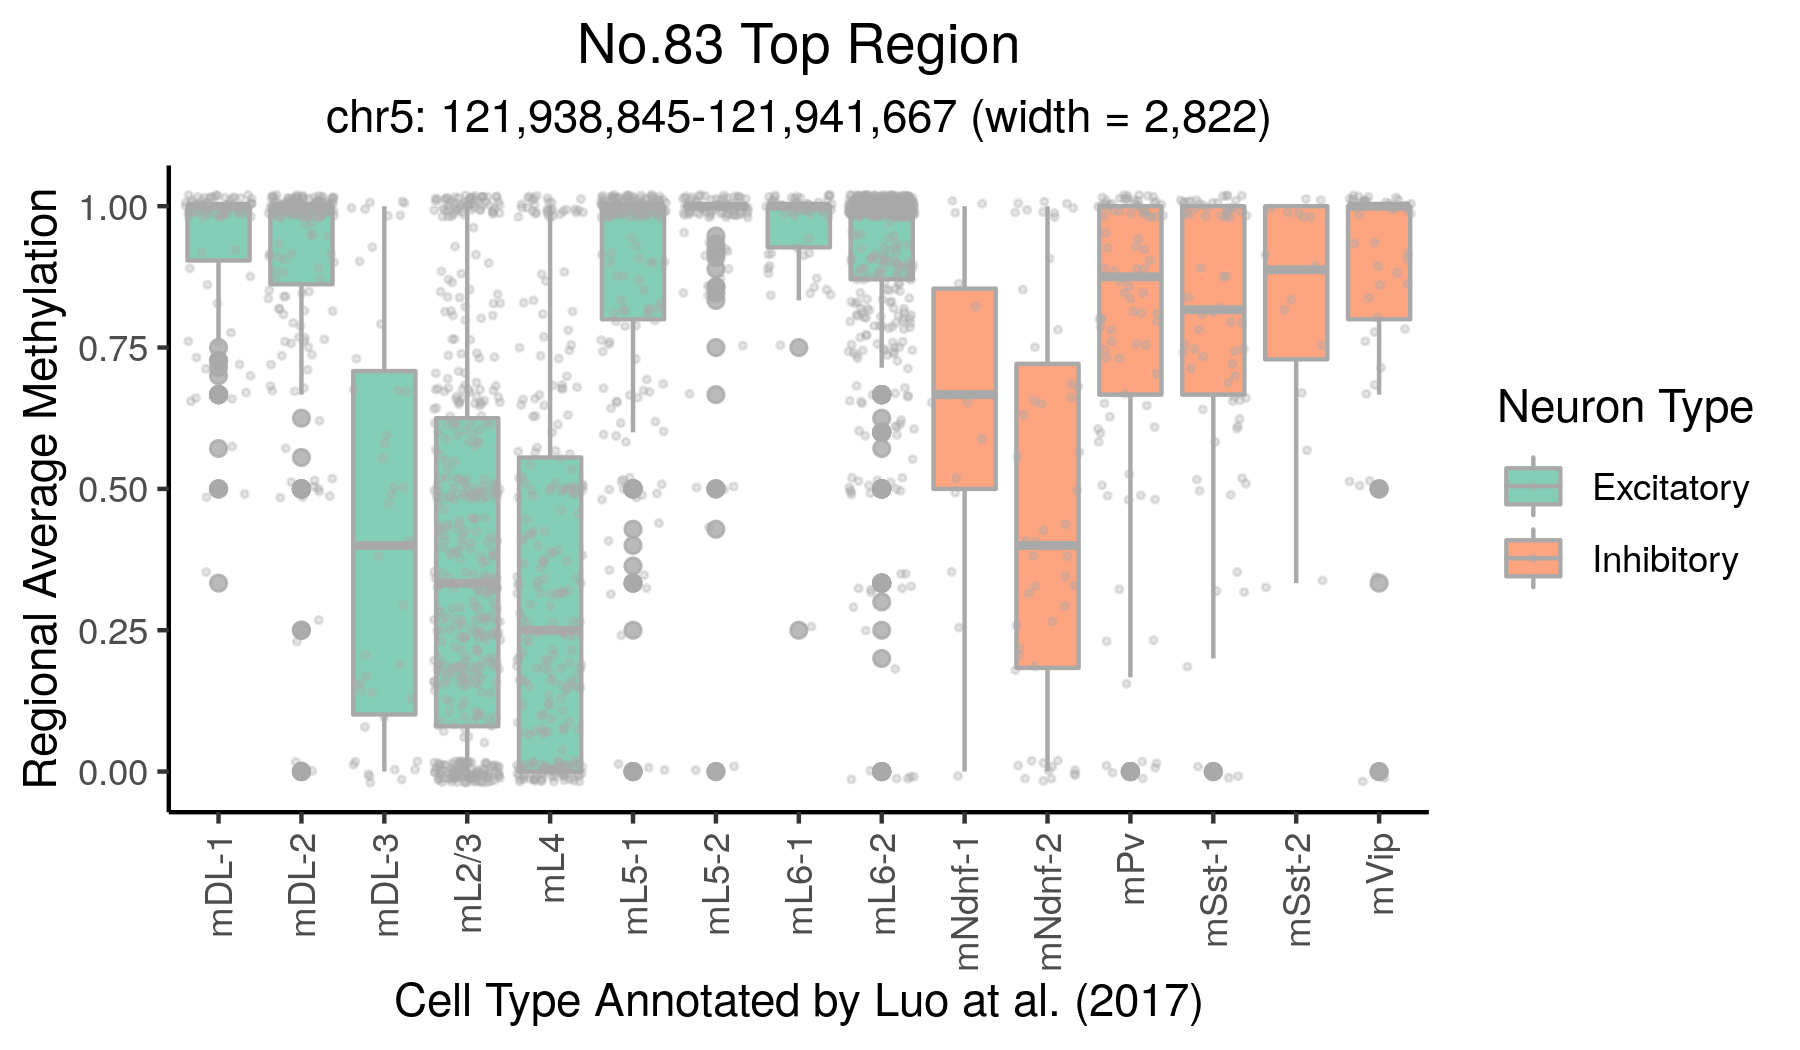 No.83 Top Region
chr5: 121,938,845-121,941,667 (width = 2,822)
Regional Average Methylation
1.00
0.75
0.50
0.25
0.00
mDL-1
mDL-2
mDL-3
mL2/3
mL4
mL5-1
mL5-2
mL6-1
mL6-2
mNdnf-1
mNdnf-2
mPv
mSst-1
mSst-2
mVip
Cell Type Annotated by Luo at al. (2017)
Neuron Type
Excitatory
Inhibitory